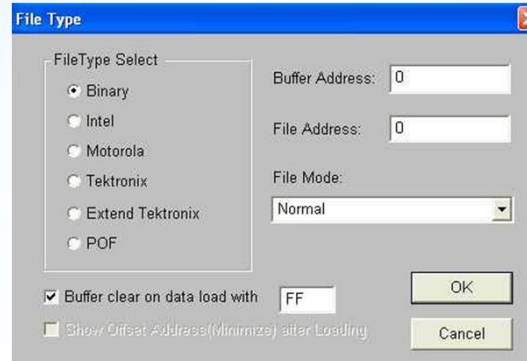 File Type
FileType Select
Binary
Intel
Motorola
Tektronix
Extend Tektronix
POF
Buffer Address: 0
File Address: 0
File Mode:
Normal
Buffer clear on data load with FF
Show Offset Address(Minimize) after Loading
OK
Cancel